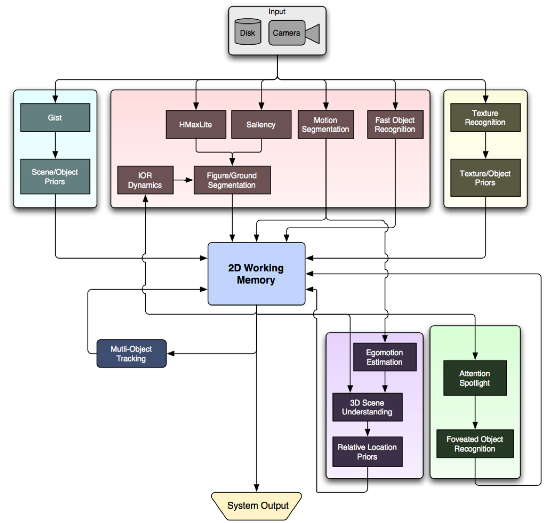 Input
Disk
Camera
Gist
HMaxLite
Saliency
Motion
Segmentation
Fast Object
Recognition
Texture
Recognition
Scene/Object
Priors
IOR
Dynamics
Figure/Ground
Segmentation
Texture/Object
Priors
2D Working
Memory
Mutli-Object
Tracking
Egomotion
Estimation
Attention
Spotlight
3D Scene
Understanding
Relative Location
Priors
Foveated Object
Recognition
System Output